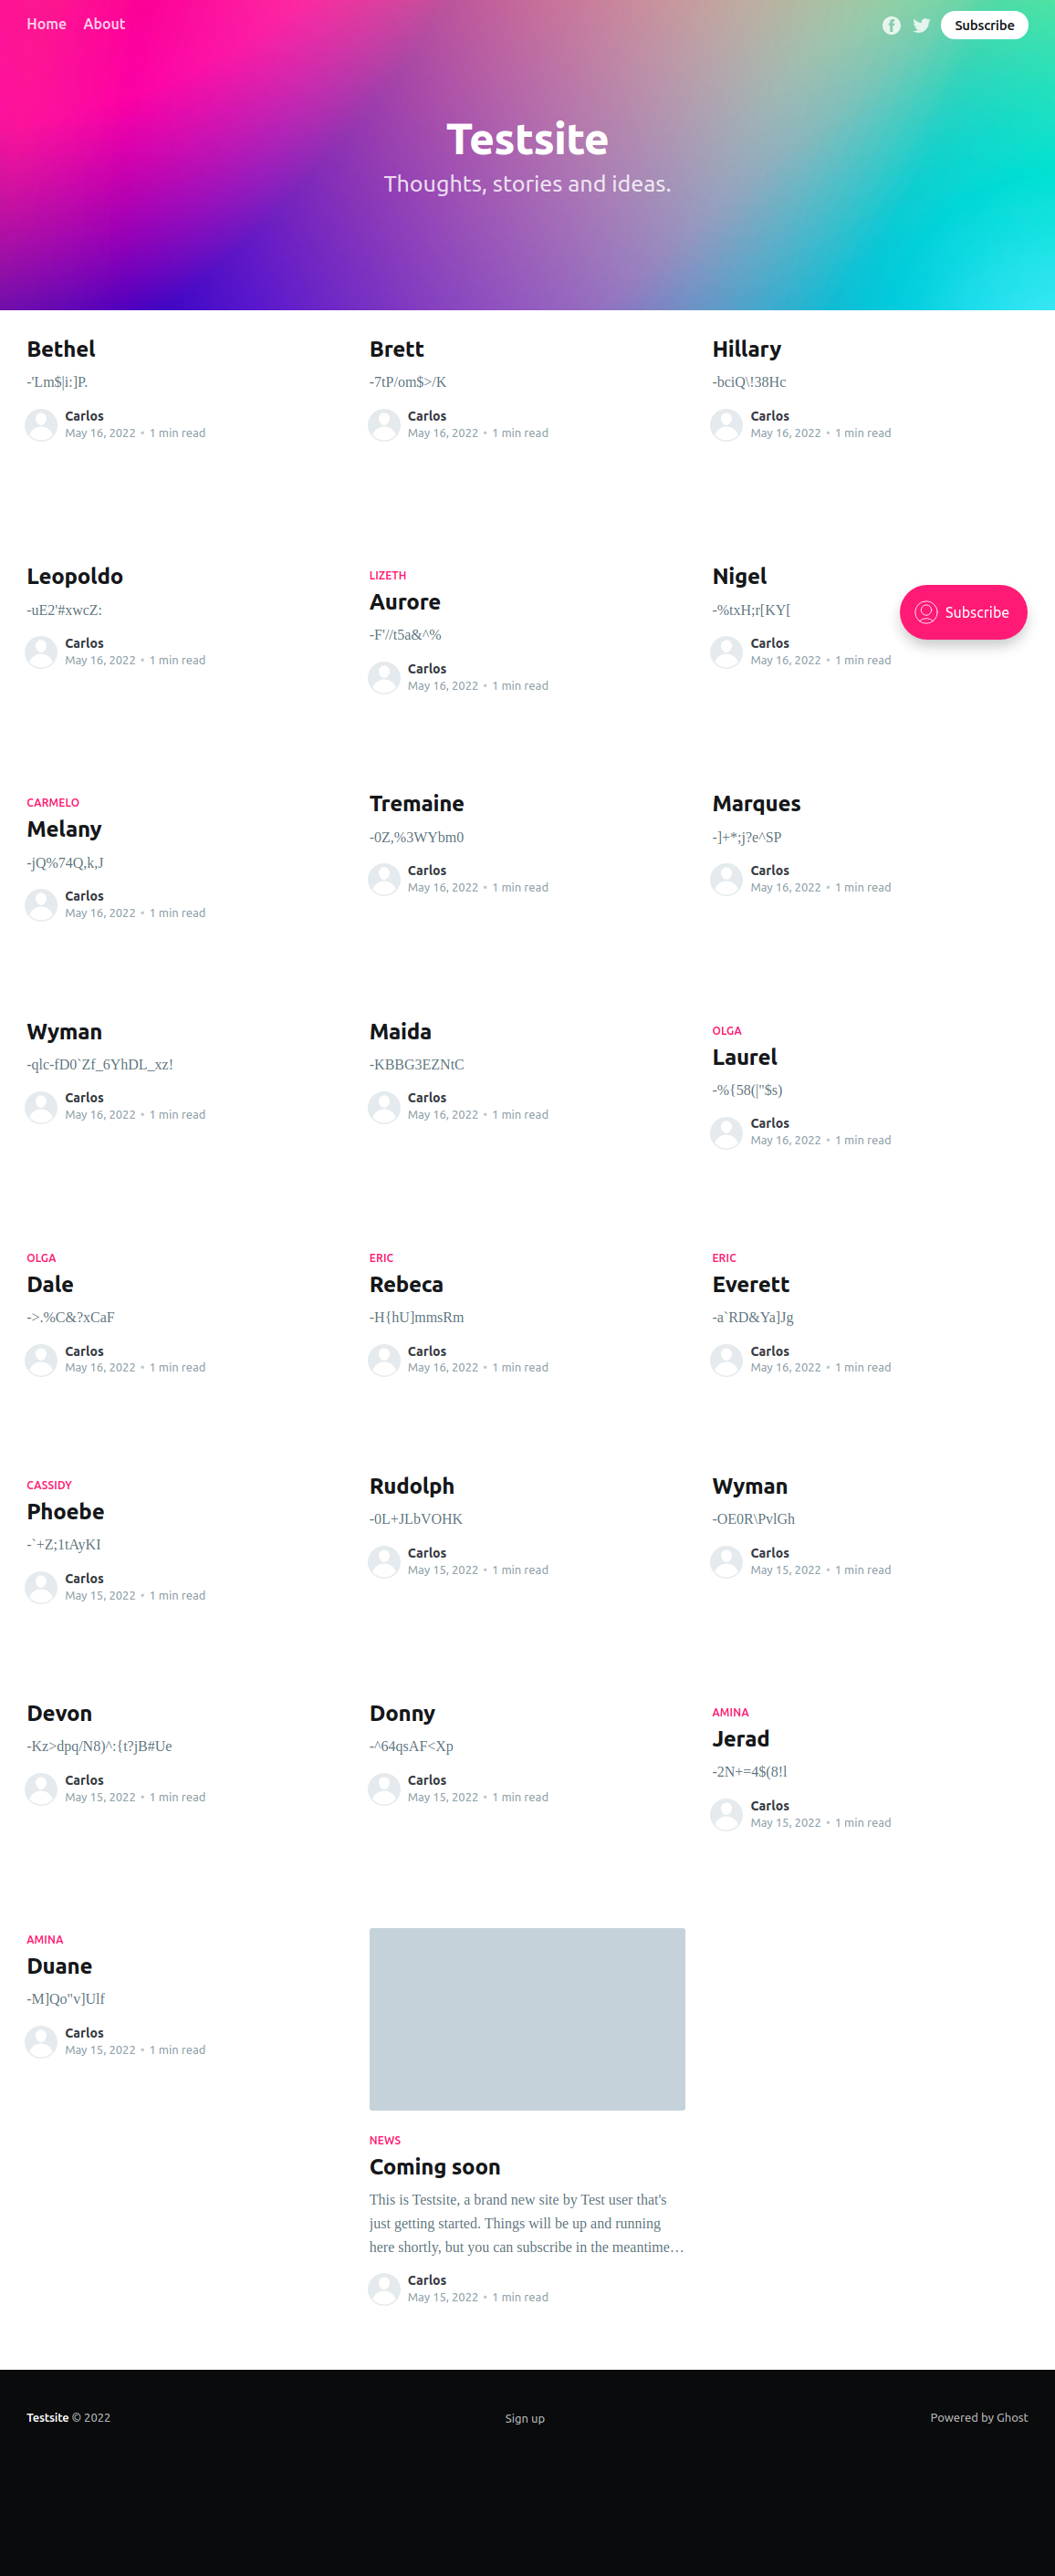 Home About Subscribe
Testsite
Thoughts, stories and ideas.
Bethel
-'Lm$|i:]P.
Carlos
May 16, 2022 • 1 min read
Brett
-7tP/om$>/K
Carlos
May 16, 2022 • 1 min read
Hillary
-bciQ\!38Hc
Carlos
May 16, 2022 • 1 min read
Leopoldo
-uE2'#xwcZ:
Carlos
May 16, 2022 • 1 min read
LIZETH
Aurore
-F'//t5a&^%
Carlos
May 16, 2022 • 1 min read
Nigel
-%txH;r[KY[
Carlos
May 16, 2022 • 1 min read
Subscribe
CARMELO
Melany
-jQ%74Q,k,J
Carlos
May 16, 2022 • 1 min read
Tremaine
-0Z,%3WYbm0
Carlos
May 16, 2022 • 1 min read
Marques
-]+*;j?e^SP
Carlos
May 16, 2022 • 1 min read
Wyman
-qlc-fD0`Zf_6YhDL_xz!
Carlos
May 16, 2022 • 1 min read
Maida
-KBBG3EZNtC
Carlos
May 16, 2022 • 1 min read
OLGA
Laurel
-%{58(|"$s)
Carlos
May 16, 2022 • 1 min read
OLGA
Dale
->.%C&?xCaF
Carlos
May 16, 2022 • 1 min read
ERIC
Rebeca
-H{hU]mmsRm
Carlos
May 16, 2022 • 1 min read
ERIC
Everett
-a`RD&Ya]Jg
Carlos
May 16, 2022 • 1 min read
CASSIDY
Phoebe
-`+Z;1tAyKI
Carlos
May 15, 2022 • 1 min read
Rudolph
-0L+JLbVOHK
Carlos
May 15, 2022 • 1 min read
Wyman
-OE0R\PvlGh
Carlos
May 15, 2022 • 1 min read
Devon
-Kz>dpq/N8)^:{t?jB#Ue
Carlos
May 15, 2022 • 1 min read
Donny
-^64qsAF<Xp
Carlos
May 15, 2022 • 1 min read
AMINA
Jerad
-2N+=4$(8!l
Carlos
May 15, 2022 • 1 min read
AMINA
Duane
-M]Qo"v]Ulf
Carlos
May 15, 2022 • 1 min read
NEWS
Coming soon
This is Testsite, a brand new site by Test user that's
just getting started. Things will be up and running
here shortly, but you can subscribe in the meantime…
Carlos
May 15, 2022 • 1 min read
Testsite © 2022
Sign up
Powered by Ghost